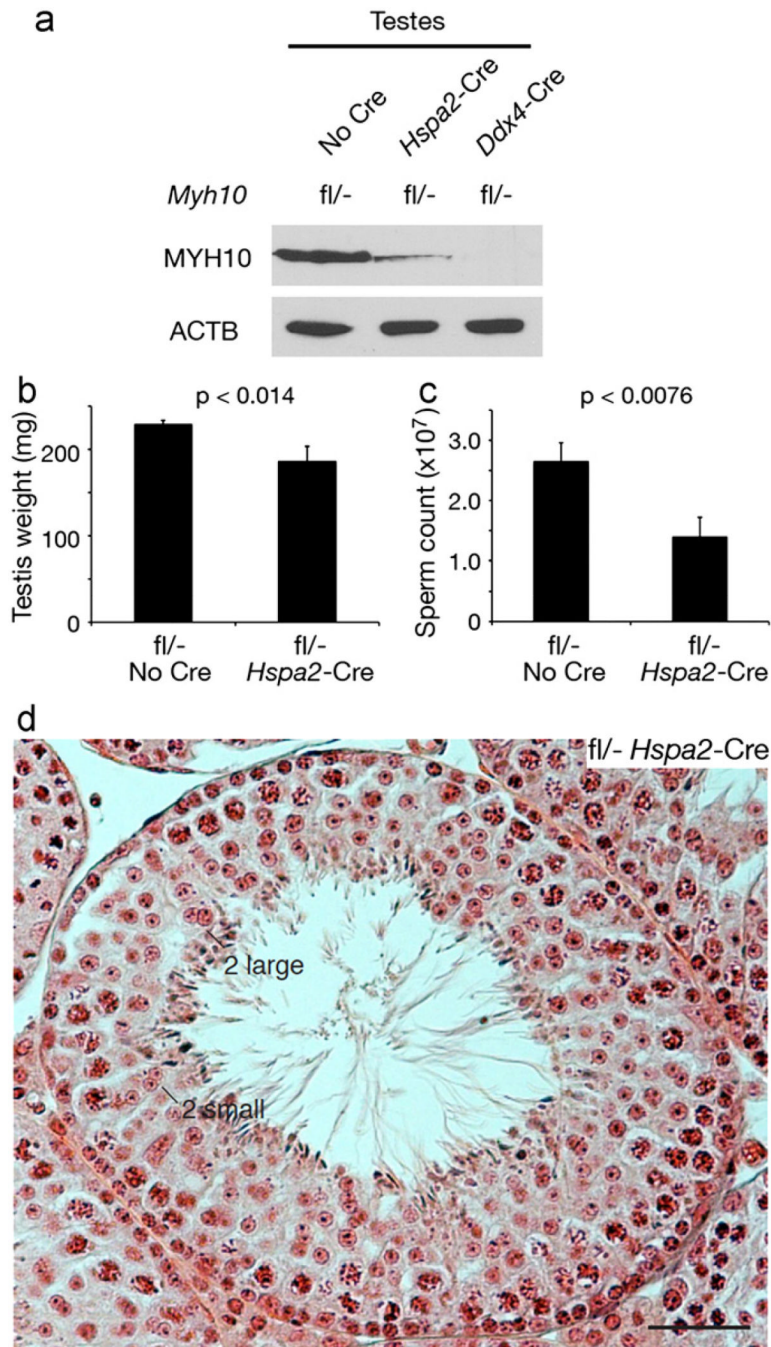 a
Testes
No Cre
Hspa2-Cre
Ddx4-Cre
Myh10 fl/- fl/- fl/-
MYH10
ACTB
b
p < 0.014
Testis weight (mg)
200
100
0
fl/- fl/-
No Cre Hspa2-Cre
c
p < 0.0076
Sperm count (x10⁷)
3.0
2.0
1.0
0
fl/- fl/-
No Cre Hspa2-Cre
d
fl/- Hspa2-Cre
2 large
2 small